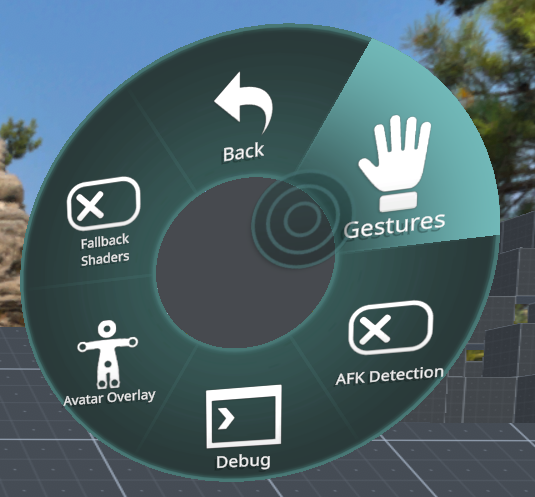 Back
Gestures
AFK Detection
Debug
Avatar Overlay
Fallback
Shaders